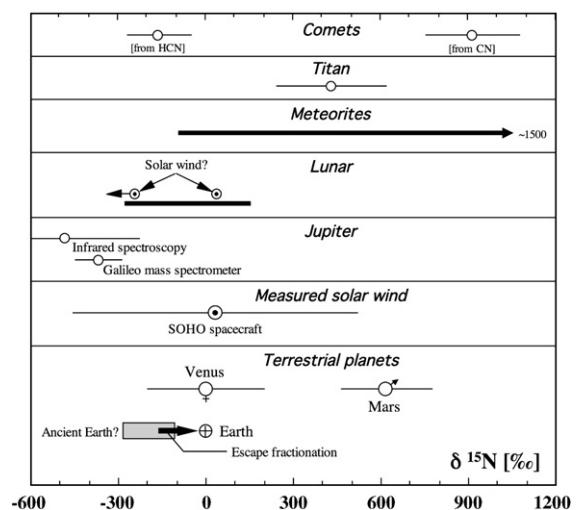 Comets
[from HCN]
[from CN]
Titan
Meteorites
~1500
Lunar
Solar wind?
Jupiter
Infrared spectroscopy
Galileo mass spectrometer
Measured solar wind
SOHO spacecraft
Terrestrial planets
Venus
Mars
Ancient Earth?
Earth
Escape fractionation
δ ¹⁵N [‰]
-600 -300 0 300 600 900 1200